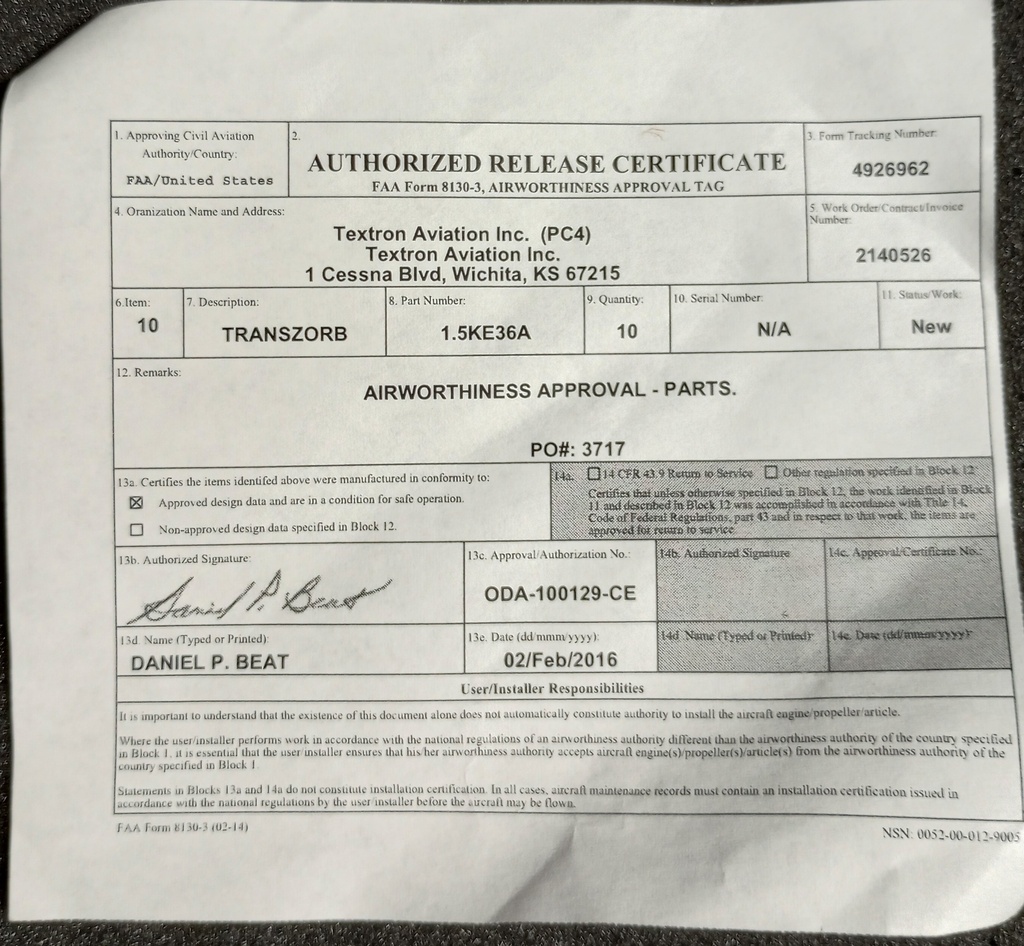 1. Approving Civil Aviation Authority/Country:
FAA/United States
2.
AUTHORIZED RELEASE CERTIFICATE
FAA Form 8130-3, AIRWORTHINESS APPROVAL TAG
3. Form Tracking Number:
4926962
4. Oranization Name and Address:
Textron Aviation Inc. (PC4)
Textron Aviation Inc.
1 Cessna Blvd, Wichita, KS 67215
5. Work Order/Contract/Invoice Number:
2140526
6.Item:
10
7. Description:
TRANSZORB
8. Part Number:
1.5KE36A
9. Quantity:
10
10. Serial Number:
N/A
11. Status/Work:
New
12. Remarks:
AIRWORTHINESS APPROVAL - PARTS.
PO#: 3717
13a. Certifies the items identifed above were manufactured in conformity to:
Approved design data and are in a condition for safe operation.
Non-approved design data specified in Block 12.
14a. 14 CFR 43.9 Return to Service Other regulation specified in Block 12
Certifies that unless otherwise specified in Block 12, the work identified in Block
11 and described in Block 12 was accomplished in accordance with Title 14,
Code of Federal Regulations, part 43 and in respect to that work, the items are
approved for return to service.
13b. Authorized Signature:
Daniel P. Beat
13c. Approval/Authorization No.:
ODA-100129-CE
14b. Authorized Signature
14c. Approval/Certificate No.:
13d. Name (Typed or Printed):
DANIEL P. BEAT
13e. Date (dd/mmm/yyyy):
02/Feb/2016
14d. Name (Typed or Printed):
14e. Date (dd/mmm/yyyy):
User/Installer Responsibilities
It is important to understand that the existence of this document alone does not automatically constitute authority to install the aircraft engine/propeller/article.
Where the user/installer performs work in accordance with the national regulations of an airworthiness authority different than the airworthiness authority of the country specified
in Block 1, it is essential that the user installer ensures that his/her airworthiness authority accepts aircraft engine(s)/propeller(s)/article(s) from the airworthiness authority of the
country specified in Block 1
Statements in Blocks 13a and 14a do not constitute installation certification. In all cases, aircraft maintenance records must contain an installation certification issued in
accordance with the national regulations by the user installer before the aircraft may be flown.
FAA Form 8130-3 (02-14)
NSN: 0052-00-012-9005